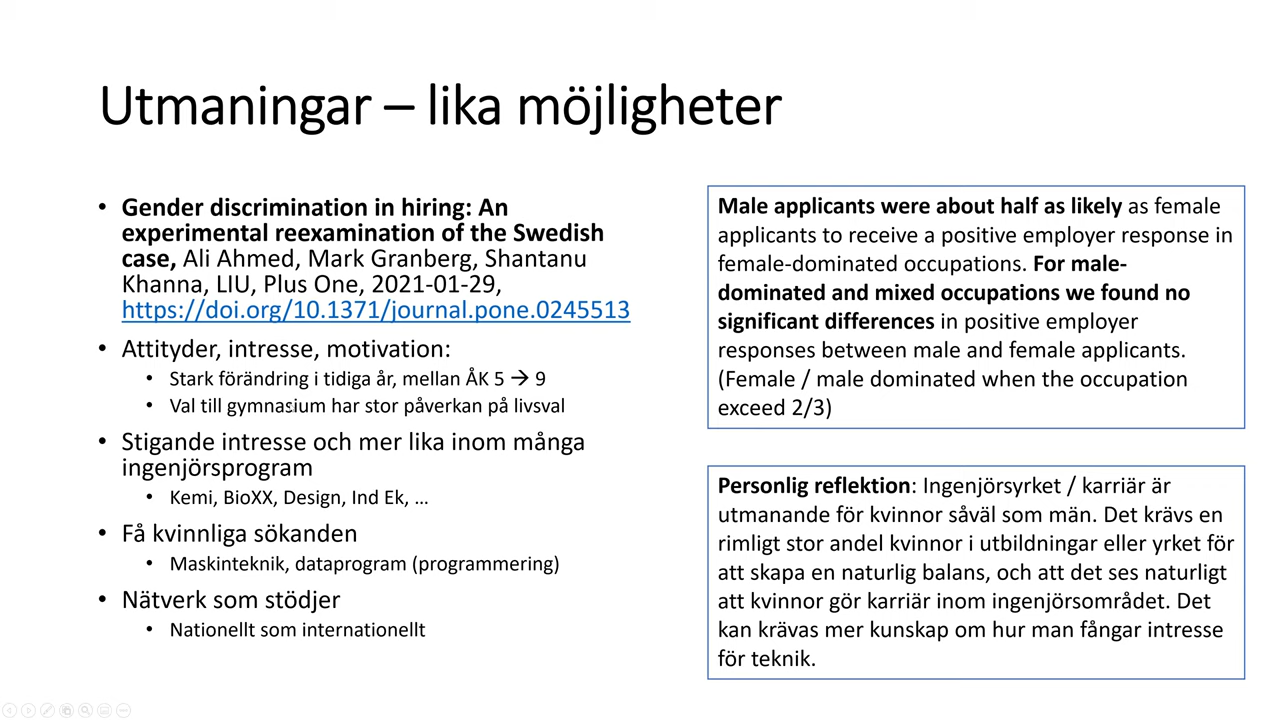 Utmaningar – lika möjligheter
• Gender discrimination in hiring: An
experimental reexamination of the Swedish
case, Ali Ahmed, Mark Granberg, Shantanu
Khanna, LIU, Plus One, 2021-01-29,
https://doi.org/10.1371/journal.pone.0245513
• Attityder, intresse, motivation:
• Stark förändring i tidiga år, mellan ÅK 5 → 9
• Val till gymnasium har stor påverkan på livsval
• Stigande intresse och mer lika inom många
ingenjörsprogram
• Kemi, BioXX, Design, Ind Ek, …
• Få kvinnliga sökanden
• Maskinteknik, dataprogram (programmering)
• Nätverk som stödjer
• Nationellt som internationellt
Male applicants were about half as likely as female
applicants to receive a positive employer response in
female-dominated occupations. For male-
dominated and mixed occupations we found no
significant differences in positive employer
responses between male and female applicants.
(Female / male dominated when the occupation
exceed 2/3)
Personlig reflektion: Ingenjörsyrket / karriär är
utmanande för kvinnor såväl som män. Det krävs en
rimligt stor andel kvinnor i utbildningar eller yrket för
att skapa en naturlig balans, och att det ses naturligt
att kvinnor gör karriär inom ingenjörsområdet. Det
kan krävas mer kunskap om hur man fångar intresse
för teknik.